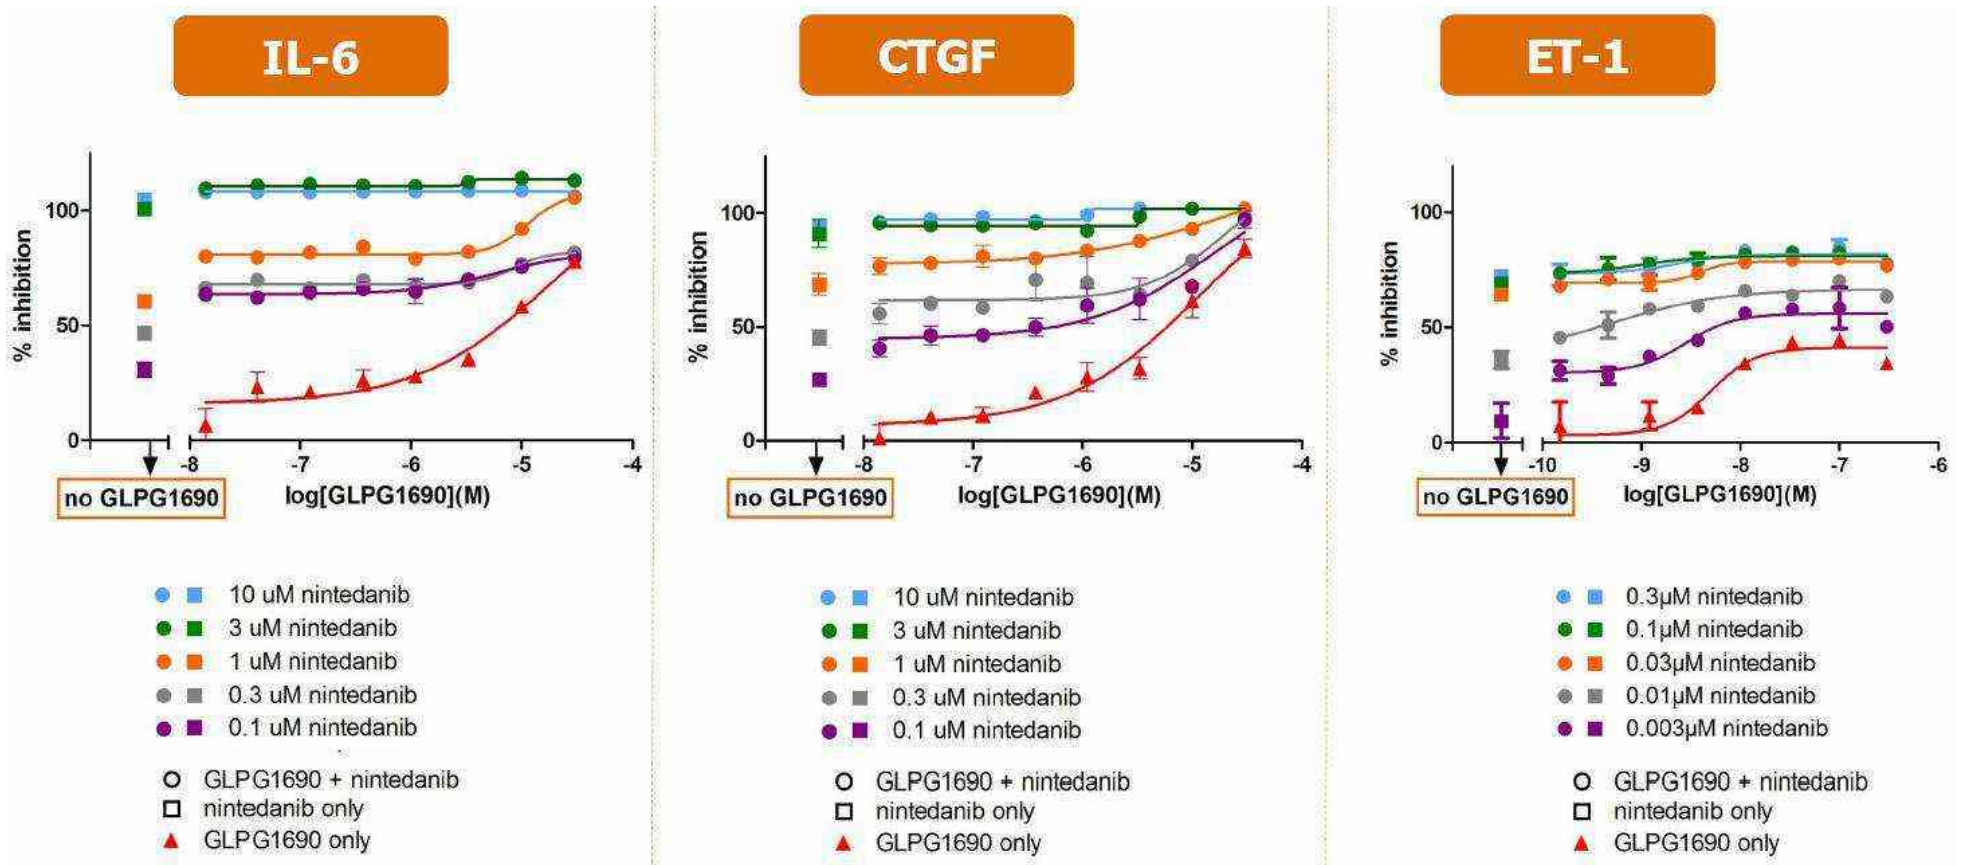 IL-6
% inhibition
100
50
0
-8 -7 -6 -5 -4
no GLPG1690
log[GLPG1690](M)
10 uM nintedanib
3 uM nintedanib
1 uM nintedanib
0.3 uM nintedanib
0.1 uM nintedanib
GLPG1690 + nintedanib
nintedanib only
GLPG1690 only
CTGF
% inhibition
100
50
0
-8 -7 -6 -5 -4
no GLPG1690
log[GLPG1690](M)
10 uM nintedanib
3 uM nintedanib
1 uM nintedanib
0.3 uM nintedanib
0.1 uM nintedanib
GLPG1690 + nintedanib
nintedanib only
GLPG1690 only
ET-1
% inhibition
100
50
0
-10 -9 -8 -7 -6
no GLPG1690
log[GLPG1690](M)
0.3µM nintedanib
0.1µM nintedanib
0.03µM nintedanib
0.01µM nintedanib
0.003µM nintedanib
GLPG1690 + nintedanib
nintedanib only
GLPG1690 only